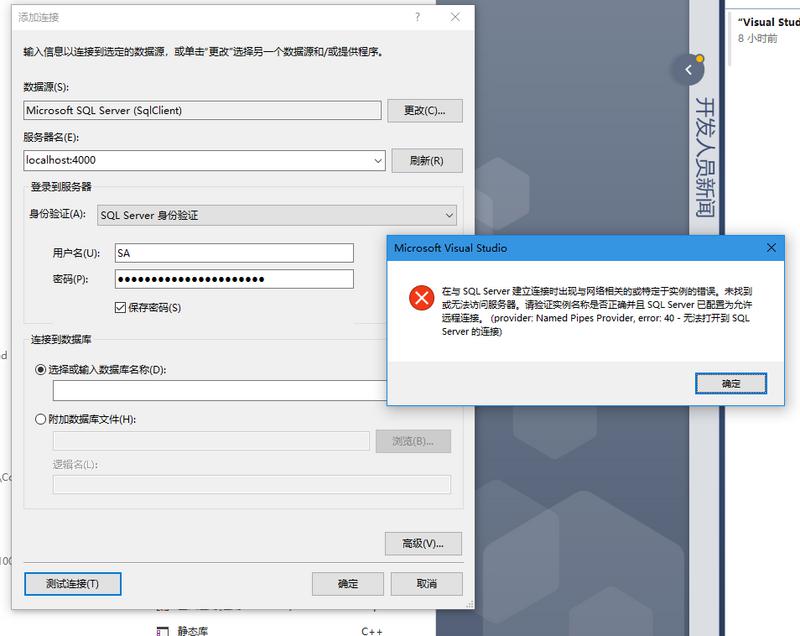 添加连接
?
输入信息以连接到选定的数据源，或单击“更改”选择另一个数据源和/或提供程序。
数据源(S):
Microsoft SQL Server (SqlClient)
更改(C)...
服务器名(E):
localhost:4000
刷新(R)
登录到服务器
身份验证(A):
SQL Server 身份验证
用户名(U):
SA
密码(P):
●●●●●●●●●●●●●●●●●●●●●●
保存密码(S)
连接到数据库
选择或输入数据库名称(D):
附加数据库文件(H):
浏览(B)...
逻辑名(L):
高级(V)...
测试连接(T)
确定
取消
Microsoft Visual Studio
在与 SQL Server 建立连接时出现与网络相关的或特定于实例的错误。未找到
或无法访问服务器。请验证实例名称是否正确并且 SQL Server 已配置为允许
远程连接。 (provider: Named Pipes Provider, error: 40 - 无法打开到 SQL
Server 的连接)
确定
开发人员新闻
“Visual Stud
8 小时前
静态库
C++